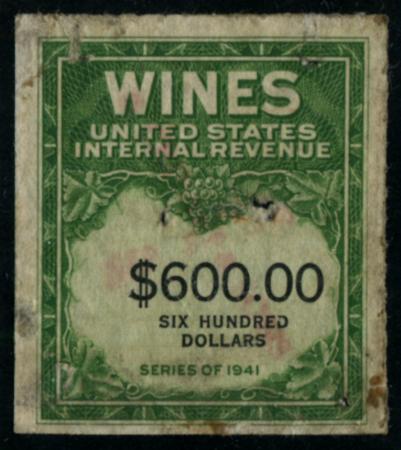 WINES
UNITED STATES
INTERNAL REVENUE
$600.00
SIX HUNDRED
DOLLARS
SERIES OF 1941